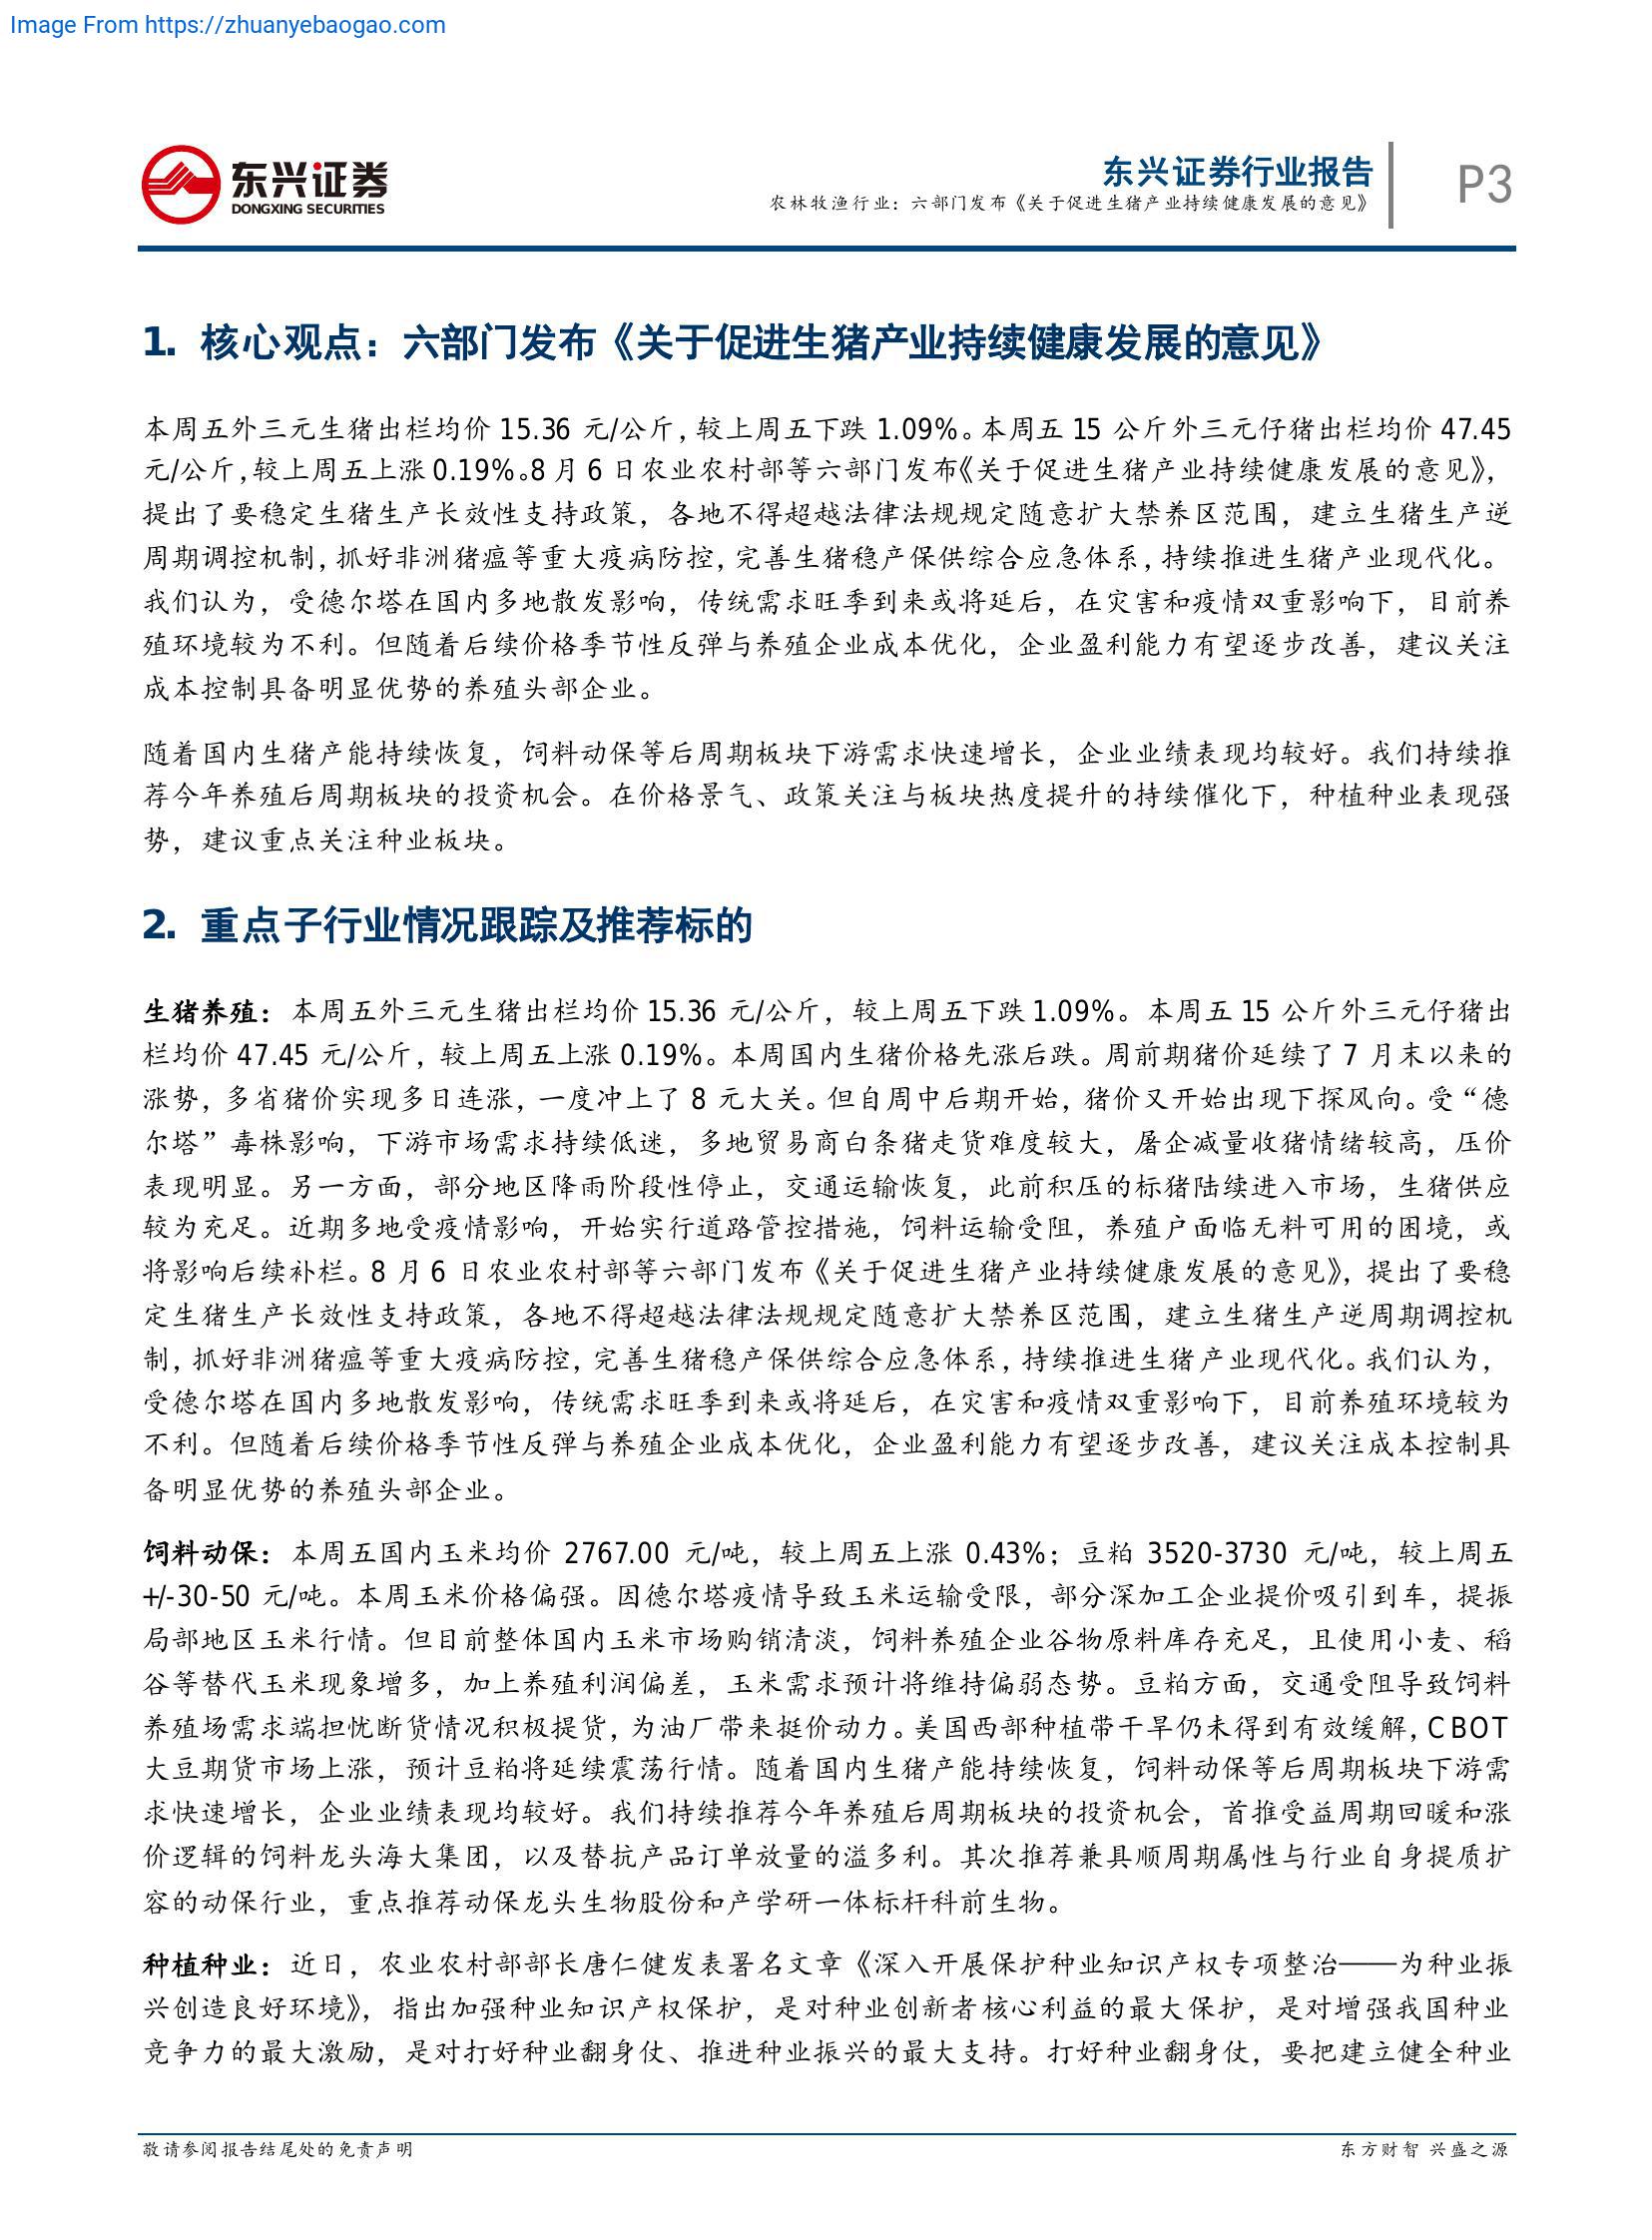 Image From https://zhuanyebaogao.com
东兴证券
DONGXING SECURITIES
东兴证券行业报告
农林牧渔行业：六部门发布《关于促进生猪产业持续健康发展的意见》
P3
1. 核心观点：六部门发布《关于促进生猪产业持续健康发展的意见》
本周五外三元生猪出栏均价 15.36 元/公斤，较上周五下跌 1.09%。本周五 15 公斤外三元仔猪出栏均价 47.45
元/公斤，较上周五上涨 0.19%。8 月 6 日农业农村部等六部门发布《关于促进生猪产业持续健康发展的意见》，
提出了要稳定生猪生产长效性支持政策，各地不得超越法律法规规定随意扩大禁养区范围，建立生猪生产逆
周期调控机制，抓好非洲猪瘟等重大疫病防控，完善生猪稳产保供综合应急体系，持续推进生猪产业现代化。
我们认为，受德尔塔在国内多地散发影响，传统需求旺季到来或将延后，在灾害和疫情双重影响下，目前养
殖环境较为不利。但随着后续价格季节性反弹与养殖企业成本优化，企业盈利能力有望逐步改善，建议关注
成本控制具备明显优势的养殖头部企业。
随着国内生猪产能持续恢复，饲料动保等后周期板块下游需求快速增长，企业业绩表现均较好。我们持续推
荐今年养殖后周期板块的投资机会。在价格景气、政策关注与板块热度提升的持续催化下，种植种业表现强
势，建议重点关注种业板块。
2. 重点子行业情况跟踪及推荐标的
生猪养殖：本周五外三元生猪出栏均价 15.36 元/公斤，较上周五下跌 1.09%。本周五 15 公斤外三元仔猪出
栏均价 47.45 元/公斤，较上周五上涨 0.19%。本周国内生猪价格先涨后跌。周前期猪价延续了 7 月末以来的
涨势，多省猪价实现多日连涨，一度冲上了 8 元大关。但自周中后期开始，猪价又开始出现下探风向。受“德
尔塔”毒株影响，下游市场需求持续低迷，多地贸易商白条猪走货难度较大，屠企减量收猪情绪较高，压价
表现明显。另一方面，部分地区降雨阶段性停止，交通运输恢复，此前积压的标猪陆续进入市场，生猪供应
较为充足。近期多地受疫情影响，开始实行道路管控措施，饲料运输受阻，养殖户面临无料可用的困境，或
将影响后续补栏。8 月 6 日农业农村部等六部门发布《关于促进生猪产业持续健康发展的意见》，提出了要稳
定生猪生产长效性支持政策，各地不得超越法律法规规定随意扩大禁养区范围，建立生猪生产逆周期调控机
制，抓好非洲猪瘟等重大疫病防控，完善生猪稳产保供综合应急体系，持续推进生猪产业现代化。我们认为，
受德尔塔在国内多地散发影响，传统需求旺季到来或将延后，在灾害和疫情双重影响下，目前养殖环境较为
不利。但随着后续价格季节性反弹与养殖企业成本优化，企业盈利能力有望逐步改善，建议关注成本控制具
备明显优势的养殖头部企业。
饲料动保：本周五国内玉米均价 2767.00 元/吨，较上周五上涨 0.43%；豆粕 3520-3730 元/吨，较上周五
+/-30-50 元/吨。本周玉米价格偏强。因德尔塔疫情导致玉米运输受限，部分深加工企业提价吸引到车，提振
局部地区玉米行情。但目前整体国内玉米市场购销清淡，饲料养殖企业谷物原料库存充足，且使用小麦、稻
谷等替代玉米现象增多，加上养殖利润偏差，玉米需求预计将维持偏弱态势。豆粕方面，交通受阻导致饲料
养殖场需求端担忧断货情况积极提货，为油厂带来挺价动力。美国西部种植带干旱仍未得到有效缓解，CBOT
大豆期货市场上涨，预计豆粕将延续震荡行情。随着国内生猪产能持续恢复，饲料动保等后周期板块下游需
求快速增长，企业业绩表现均较好。我们持续推荐今年养殖后周期板块的投资机会，首推受益周期回暖和涨
价逻辑的饲料龙头海大集团，以及替抗产品订单放量的溢多利。其次推荐兼具顺周期属性与行业自身提质扩
容的动保行业，重点推荐动保龙头生物股份和产学研一体标杆科前生物。
种植种业：近日，农业农村部部长唐仁健发表署名文章《深入开展保护种业知识产权专项整治——为种业振
兴创造良好环境》，指出加强种业知识产权保护，是对种业创新者核心利益的最大保护，是对增强我国种业
竞争力的最大激励，是对打好种业翻身仗、推进种业振兴的最大支持。打好种业翻身仗，要把建立健全种业
敬请参阅报告结尾处的免责声明
东方财智 兴盛之源